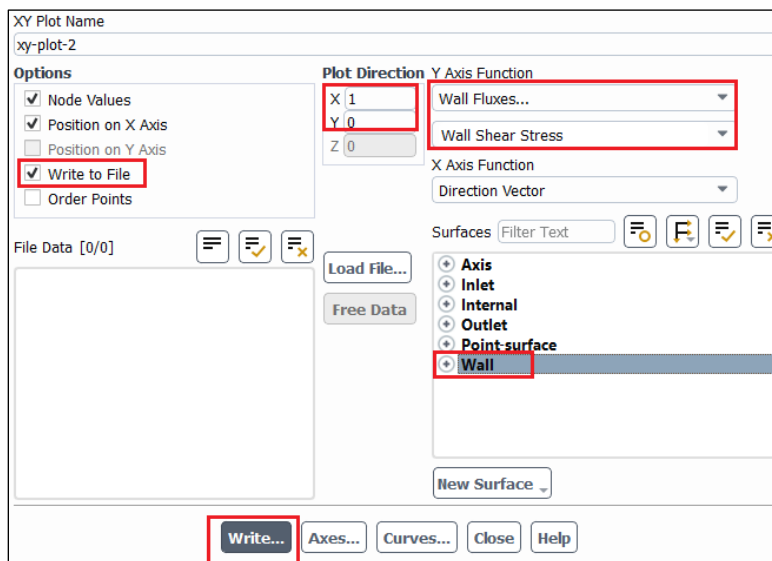 XY Plot Name
xy-plot-2
Options
Node Values
Position on X Axis
Position on Y Axis
Write to File
Order Points
Plot Direction
X 1
Y 0
Z 0
Y Axis Function
Wall Fluxes...
Wall Shear Stress
X Axis Function
Direction Vector
File Data [0/0]
Load File...
Free Data
Surfaces Filter Text
Axis
Inlet
Internal
Outlet
Point-surface
Wall
New Surface
Write... Axes... Curves... Close Help